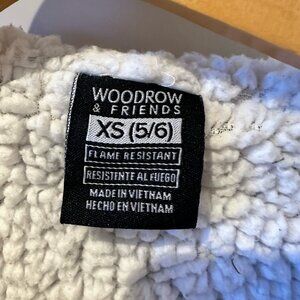 WOODROW
& FRIENDS
XS (5/6)
FLAME RESISTANT
RESISTENTE AL FUEGO
MADE IN VIETNAM
HECHO EN VIETNAM